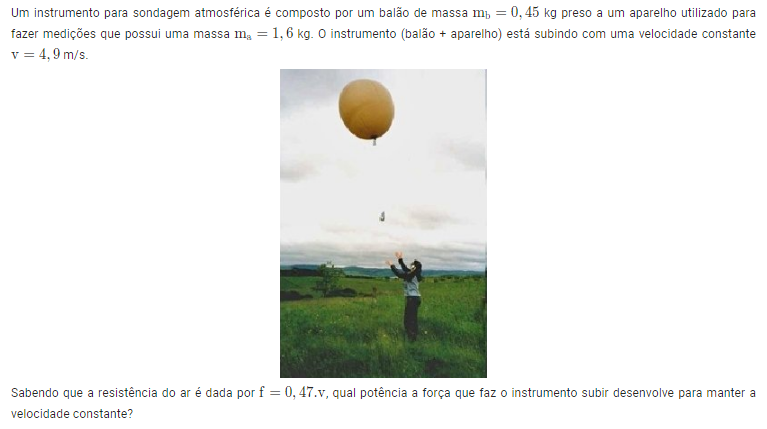 Um instrumento para sondagem atmosférica é composto por um balão de massa m_b = 0, 45 kg preso a um aparelho utilizado para
fazer medições que possui uma massa m_a = 1, 6 kg. O instrumento (balão + aparelho) está subindo com uma velocidade constante
v = 4, 9 m/s.
Sabendo que a resistência do ar é dada por f = 0, 47.v, qual potência a força que faz o instrumento subir desenvolve para manter a
velocidade constante?